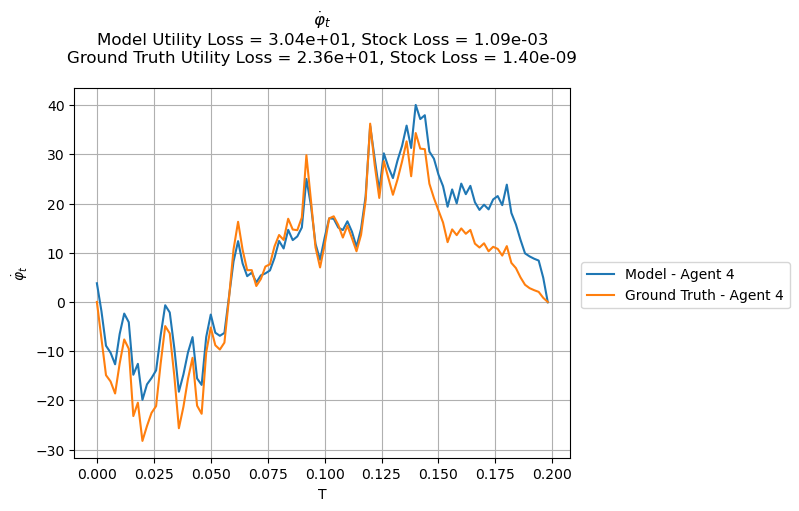 φ̇ₜ
Model Utility Loss = 3.04e+01, Stock Loss = 1.09e-03
Ground Truth Utility Loss = 2.36e+01, Stock Loss = 1.40e-09
40
30
20
10
0
−10
−20
−30
φ̇ₜ
0.000 0.025 0.050 0.075 0.100 0.125 0.150 0.175 0.200
T
Model - Agent 4
Ground Truth - Agent 4